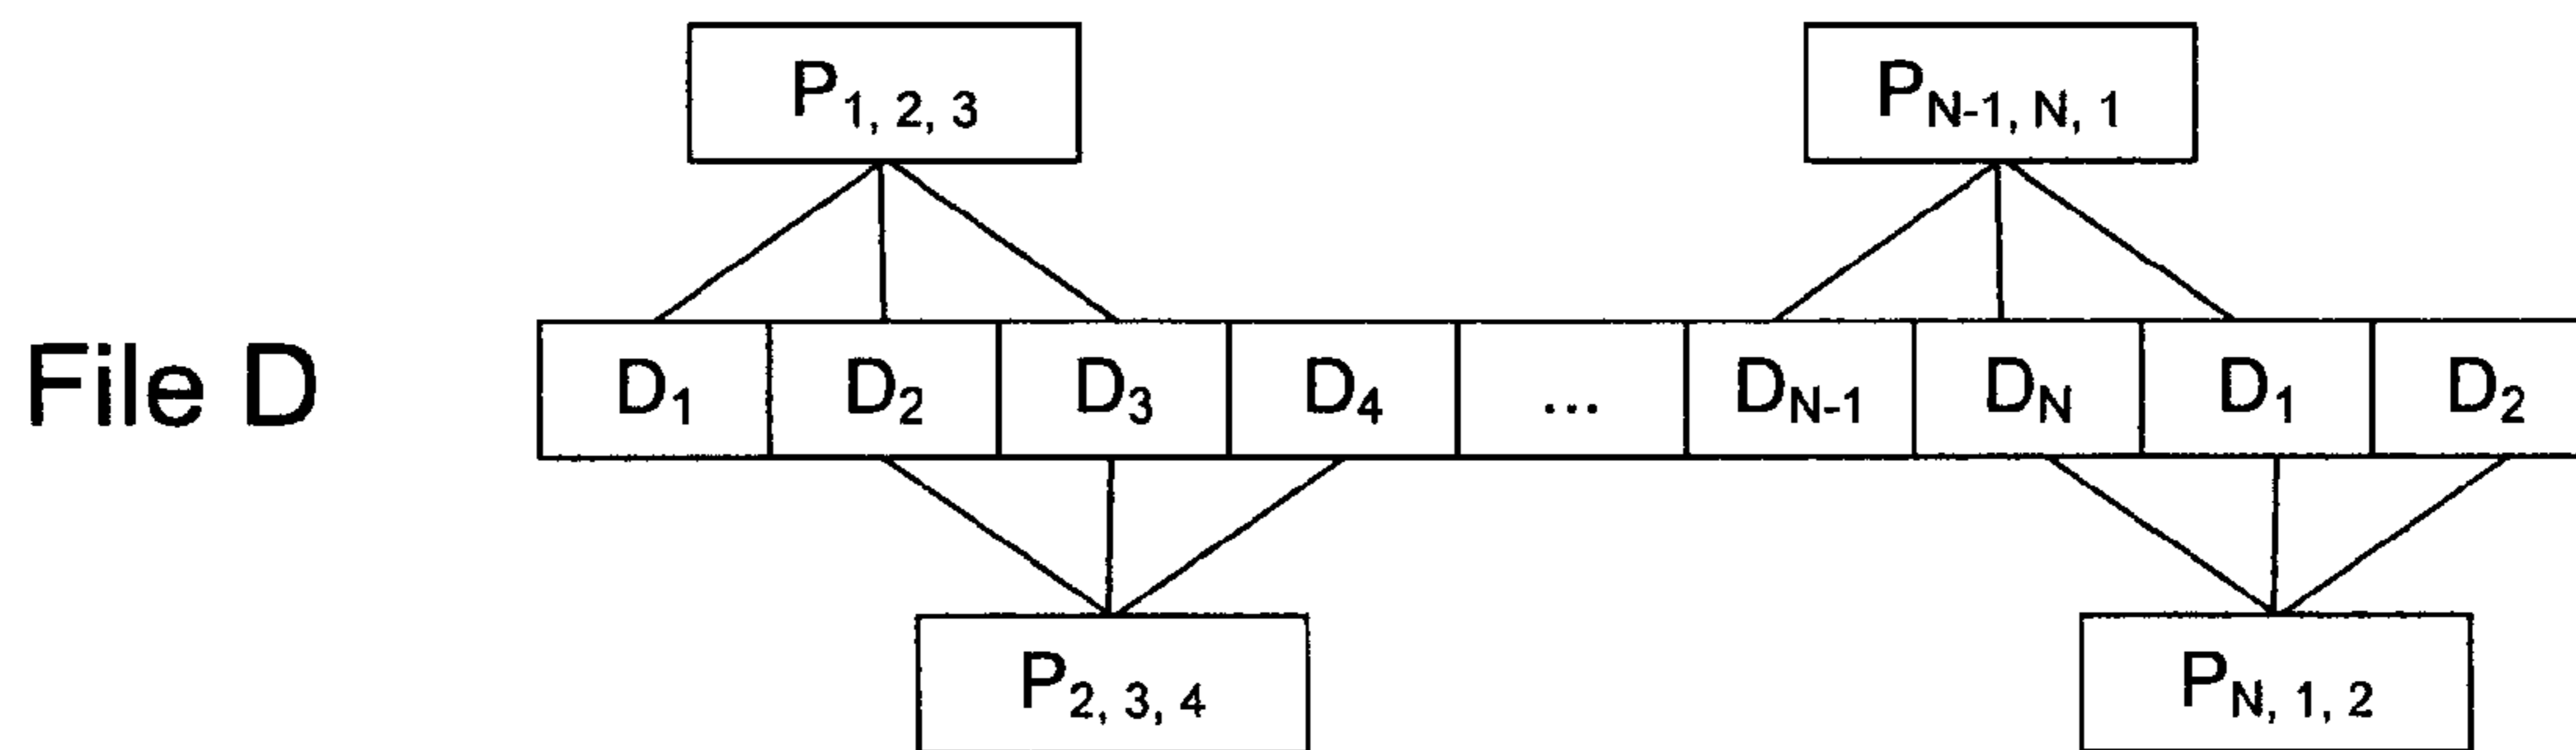 P1, 2, 3 PN-1, N, 1
File D D1 D2 D3 D4 ... DN-1 DN D1 D2
P2, 3, 4 PN, 1, 2